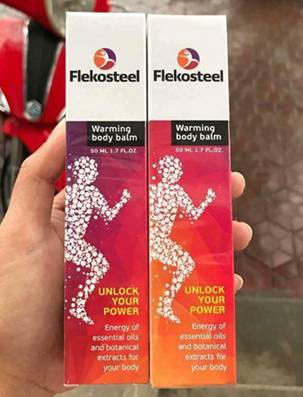 Flekosteel
Warming
body balm
50 ML 1.7 FL.OZ.
UNLOCK
YOUR
POWER
Energy of
essential oils
and botanical
extracts for
your body
Flekosteel
Warming
body balm
50 ML 1.7 FL.OZ.
UNLOCK
YOUR
POWER
Energy of
essential oils
and botanical
extracts for
your body